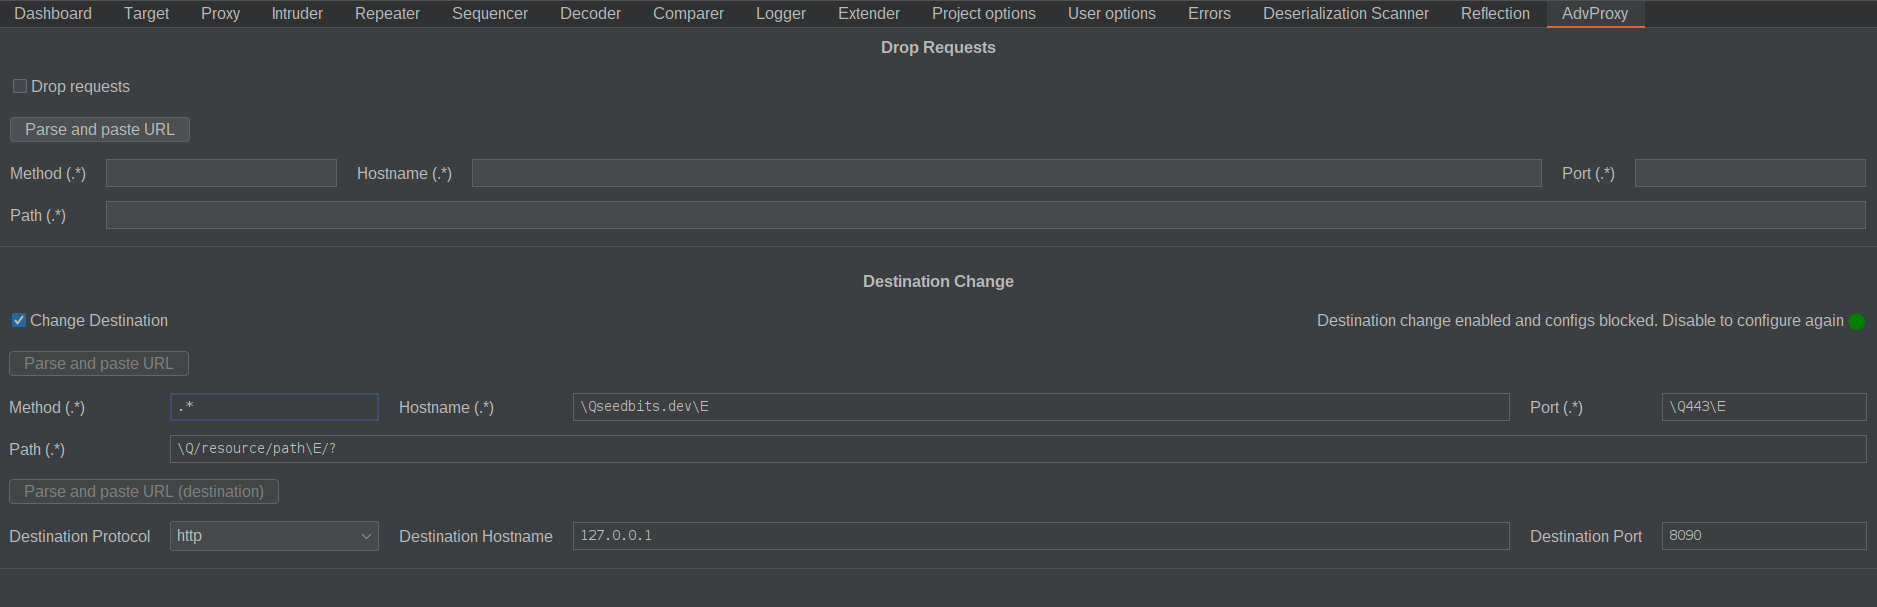 Dashboard Target Proxy Intruder Repeater Sequencer Decoder Comparer Logger Extender Project options User options Errors Deserialization Scanner Reflection AdvProxy
Drop Requests
Drop requests
Parse and paste URL
Method (.*) Hostname (.*) Port (.*)
Path (.*)
Destination Change
Change Destination Destination change enabled and configs blocked. Disable to configure again
Parse and paste URL
Method (.*) .* Hostname (.*) \Qseedbits.dev\E Port (.*) \Q443\E
Path (.*) \Q/resource/path\E/?
Parse and paste URL (destination)
Destination Protocol http Destination Hostname 127.0.0.1 Destination Port 8090